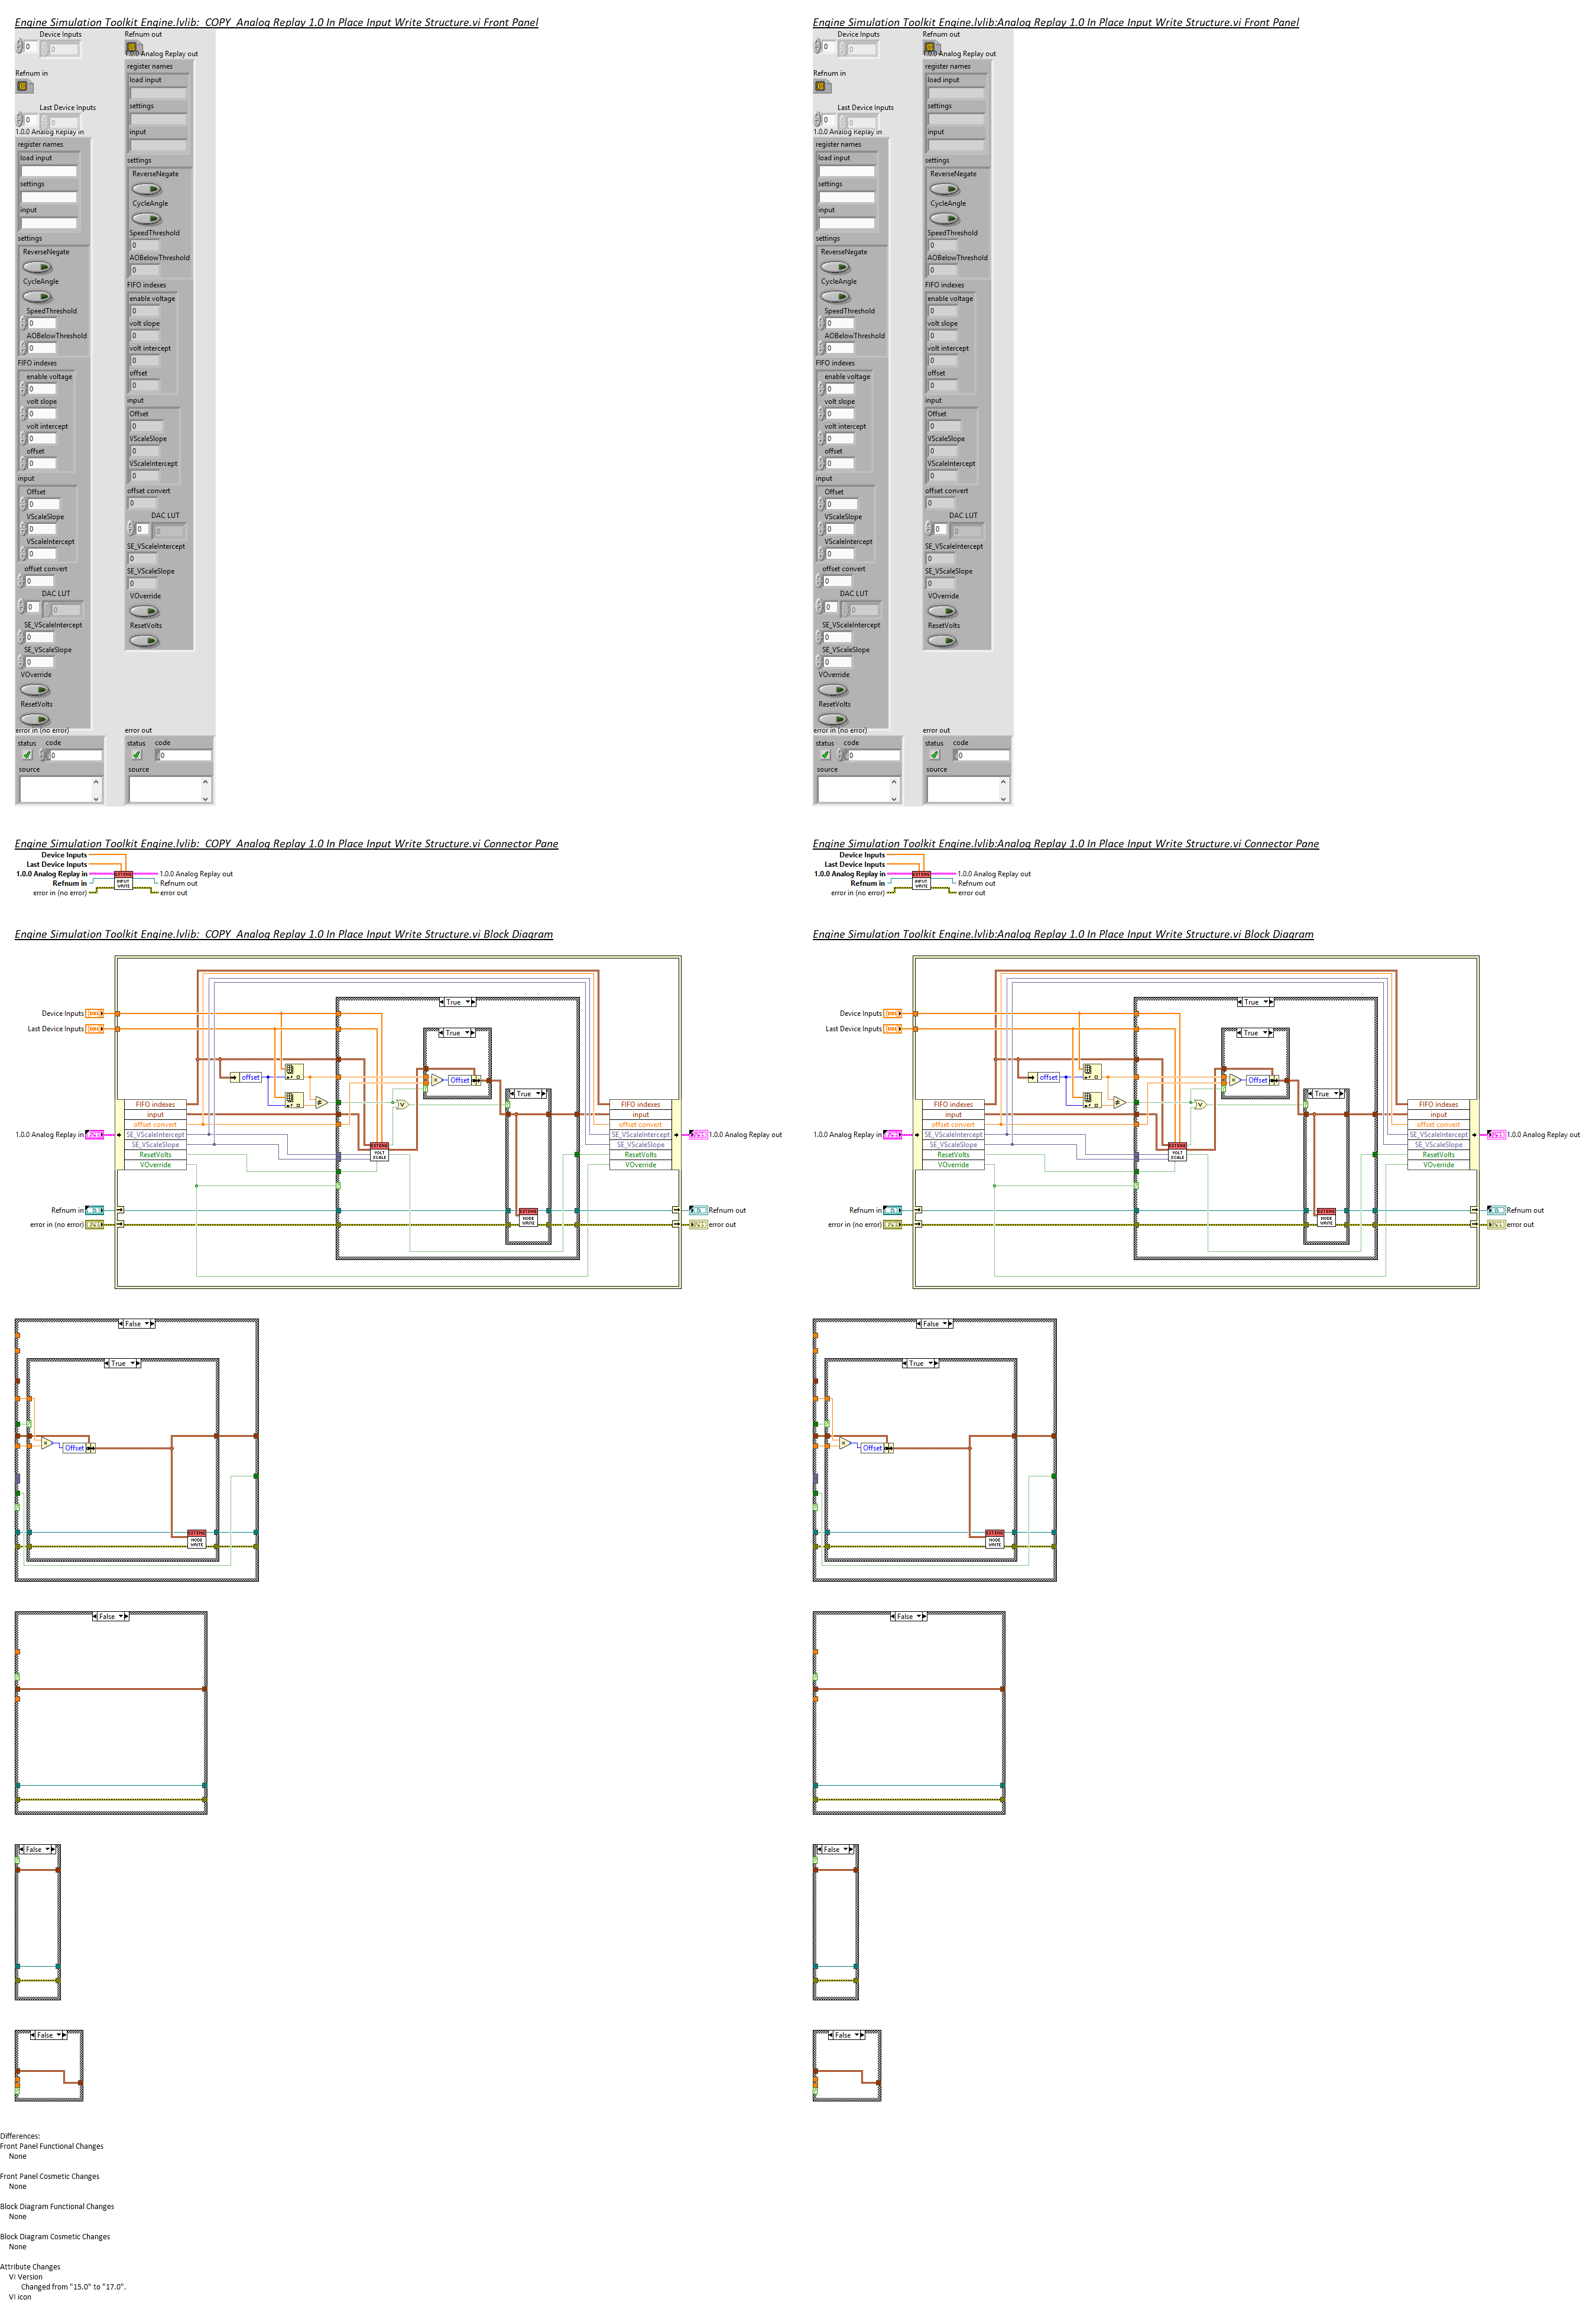 Engine Simulation Toolkit Engine.lvlib:_COPY_Analog Replay 1.0 In Place Input Write Structure.vi Front Panel
Device Inputs
0
0
Refnum in
Last Device Inputs
0
0
1.0.0 Analog Replay in
register names
load input
settings
input
settings
ReverseNegate
CycleAngle
SpeedThreshold
0
AOBelowThreshold
0
FIFO indexes
enable voltage
0
volt slope
0
volt intercept
0
offset
0
input
Offset
0
VScaleSlope
0
VScaleIntercept
0
offset convert
0
DAC LUT
0
0
SE_VScaleIntercept
0
SE_VScaleSlope
0
VOverride
ResetVolts
error in (no error)
status code
0
source
Refnum out
1.0.0 Analog Replay out
register names
load input
settings
input
settings
ReverseNegate
CycleAngle
SpeedThreshold
0
AOBelowThreshold
0
FIFO indexes
enable voltage
0
volt slope
0
volt intercept
0
offset
0
input
Offset
0
VScaleSlope
0
VScaleIntercept
0
offset convert
0
DAC LUT
0
0
SE_VScaleIntercept
0
SE_VScaleSlope
0
VOverride
ResetVolts
error out
status code
0
source
Engine Simulation Toolkit Engine.lvlib:Analog Replay 1.0 In Place Input Write Structure.vi Front Panel
Device Inputs
0
0
Refnum in
Last Device Inputs
0
0
1.0.0 Analog Replay in
register names
load input
settings
input
settings
ReverseNegate
CycleAngle
SpeedThreshold
0
AOBelowThreshold
0
FIFO indexes
enable voltage
0
volt slope
0
volt intercept
0
offset
0
input
Offset
0
VScaleSlope
0
VScaleIntercept
0
offset convert
0
DAC LUT
0
0
SE_VScaleIntercept
0
SE_VScaleSlope
0
VOverride
ResetVolts
error in (no error)
status code
0
source
Refnum out
1.0.0 Analog Replay out
register names
load input
settings
input
settings
ReverseNegate
CycleAngle
SpeedThreshold
0
AOBelowThreshold
0
FIFO indexes
enable voltage
0
volt slope
0
volt intercept
0
offset
0
input
Offset
0
VScaleSlope
0
VScaleIntercept
0
offset convert
0
DAC LUT
0
0
SE_VScaleIntercept
0
SE_VScaleSlope
0
VOverride
ResetVolts
error out
status code
0
source
Engine Simulation Toolkit Engine.lvlib:_COPY_Analog Replay 1.0 In Place Input Write Structure.vi Connector Pane
Device Inputs
Last Device Inputs
1.0.0 Analog Replay in
Refnum in
error in (no error)
INPUT
WRITE
1.0.0 Analog Replay out
Refnum out
error out
Engine Simulation Toolkit Engine.lvlib:Analog Replay 1.0 In Place Input Write Structure.vi Connector Pane
Device Inputs
Last Device Inputs
1.0.0 Analog Replay in
Refnum in
error in (no error)
INPUT
WRITE
1.0.0 Analog Replay out
Refnum out
error out
Engine Simulation Toolkit Engine.lvlib:_COPY_Analog Replay 1.0 In Place Input Write Structure.vi Block Diagram
True
Device Inputs
Last Device Inputs
True
offset
Offset
True
FIFO indexes
input
offset convert
SE_VScaleIntercept
SE_VScaleSlope
ResetVolts
VOverride
1.0.0 Analog Replay in
VOLT
SCALE
FIFO indexes
input
offset convert
SE_VScaleIntercept
SE_VScaleSlope
ResetVolts
VOverride
1.0.0 Analog Replay out
Refnum in
error in (no error)
NODE
WRITE
Refnum out
error out
Engine Simulation Toolkit Engine.lvlib:Analog Replay 1.0 In Place Input Write Structure.vi Block Diagram
True
Device Inputs
Last Device Inputs
True
offset
Offset
True
FIFO indexes
input
offset convert
SE_VScaleIntercept
SE_VScaleSlope
ResetVolts
VOverride
1.0.0 Analog Replay in
VOLT
SCALE
FIFO indexes
input
offset convert
SE_VScaleIntercept
SE_VScaleSlope
ResetVolts
VOverride
1.0.0 Analog Replay out
Refnum in
error in (no error)
NODE
WRITE
Refnum out
error out
False
True
Offset
NODE
WRITE
False
True
Offset
NODE
WRITE
False
False
False
False
False
False
Differences:
Front Panel Functional Changes
None
Front Panel Cosmetic Changes
None
Block Diagram Functional Changes
None
Block Diagram Cosmetic Changes
None
Attribute Changes
VI Version
Changed from "15.0" to "17.0".
VI icon